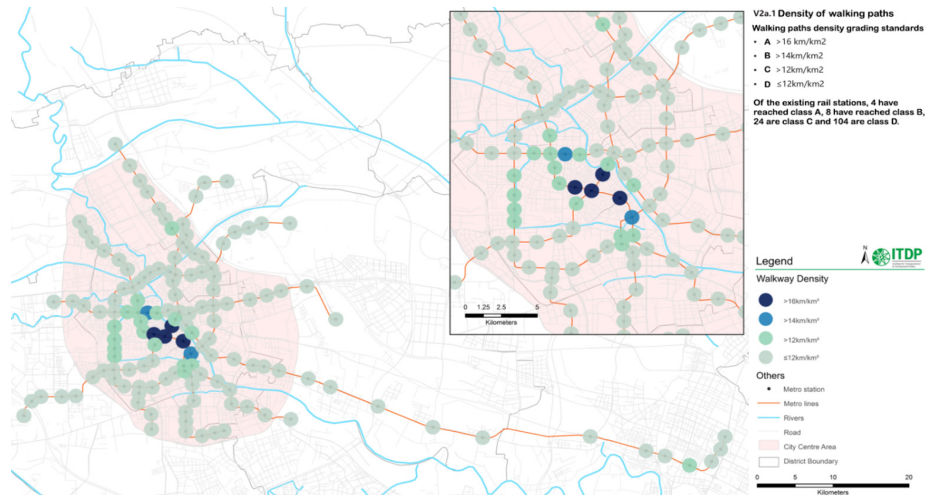 V2a.1 Density of walking paths
Walking paths density grading standards
• A >16 km/km2
• B >14km/km2
• C >12km/km2
• D ≤12km/km2
Of the existing rail stations, 4 have
reached class A, 8 have reached class B,
24 are class C and 104 are class D.
N
ITDP
Legend
Walkway Density
>16km/km²
>14km/km²
>12km/km²
≤12km/km²
Others
Metro station
Metro lines
Rivers
Road
City Centre Area
District Boundary
0 1.25 2.5 5
Kilometers
0 5 10 20
Kilometers